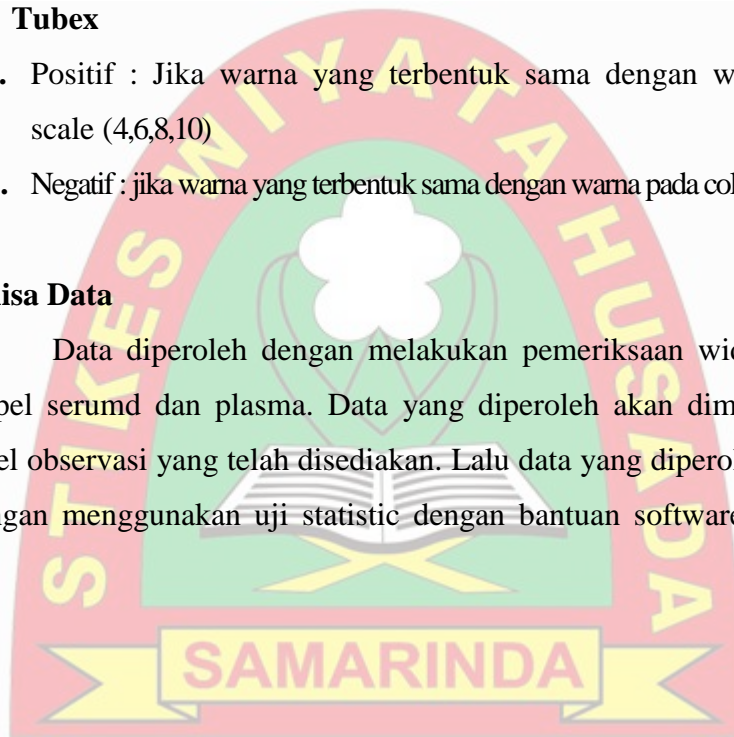 Tubex
. Positif : Jika warna yang terbentuk sama dengan w
scale (4,6,8,10)
. Negatif : jika warna yang terbentuk sama dengan warna pada col
isa Data
Data diperoleh dengan melakukan pemeriksaan wid
pel serumd dan plasma. Data yang diperoleh akan dim
el observasi yang telah disediakan. Lalu data yang diperol
ngan menggunakan uji statistic dengan bantuan software
STIKES WIYATA HUSADA
SAMARINDA